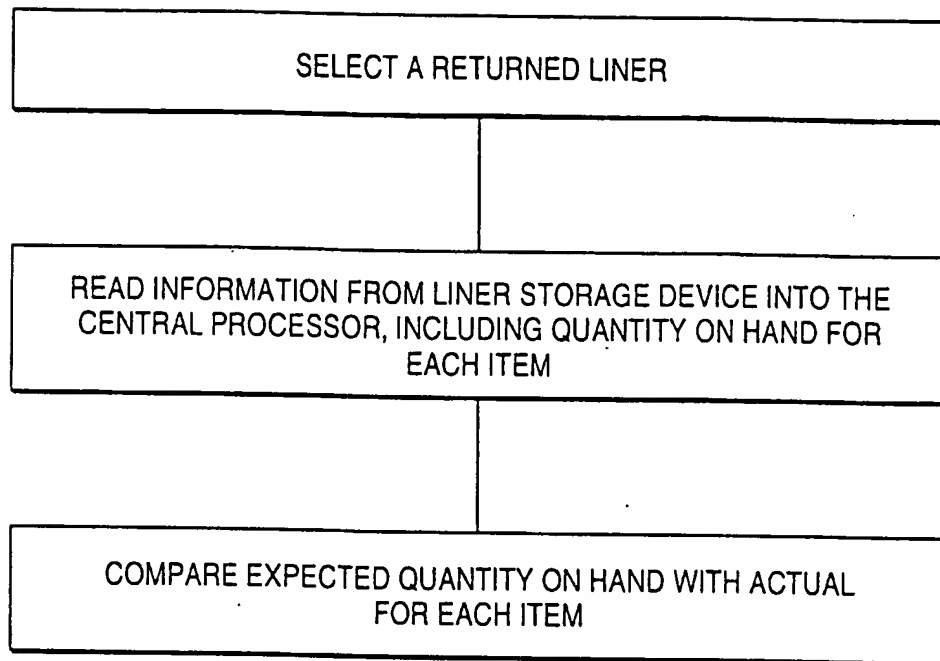 SELECT A RETURNED LINER
READ INFORMATION FROM LINER STORAGE DEVICE INTO THE
CENTRAL PROCESSOR, INCLUDING QUANTITY ON HAND FOR
EACH ITEM
COMPARE EXPECTED QUANTITY ON HAND WITH ACTUAL
FOR EACH ITEM